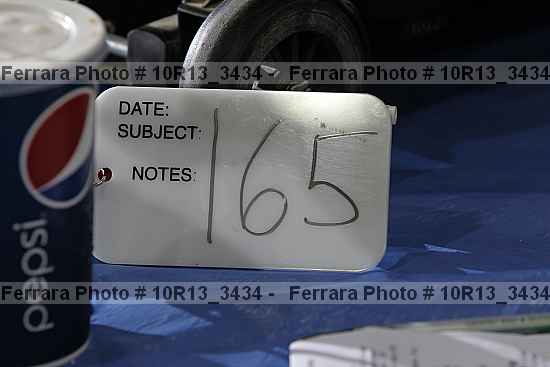 Ferrara Photo # 10R13_3434 - Ferrara Photo # 10R13_3434
DATE:
SUBJECT:
NOTES:
165
pepsi
Ferrara Photo # 10R13_3434 - Ferrara Photo # 10R13_3434